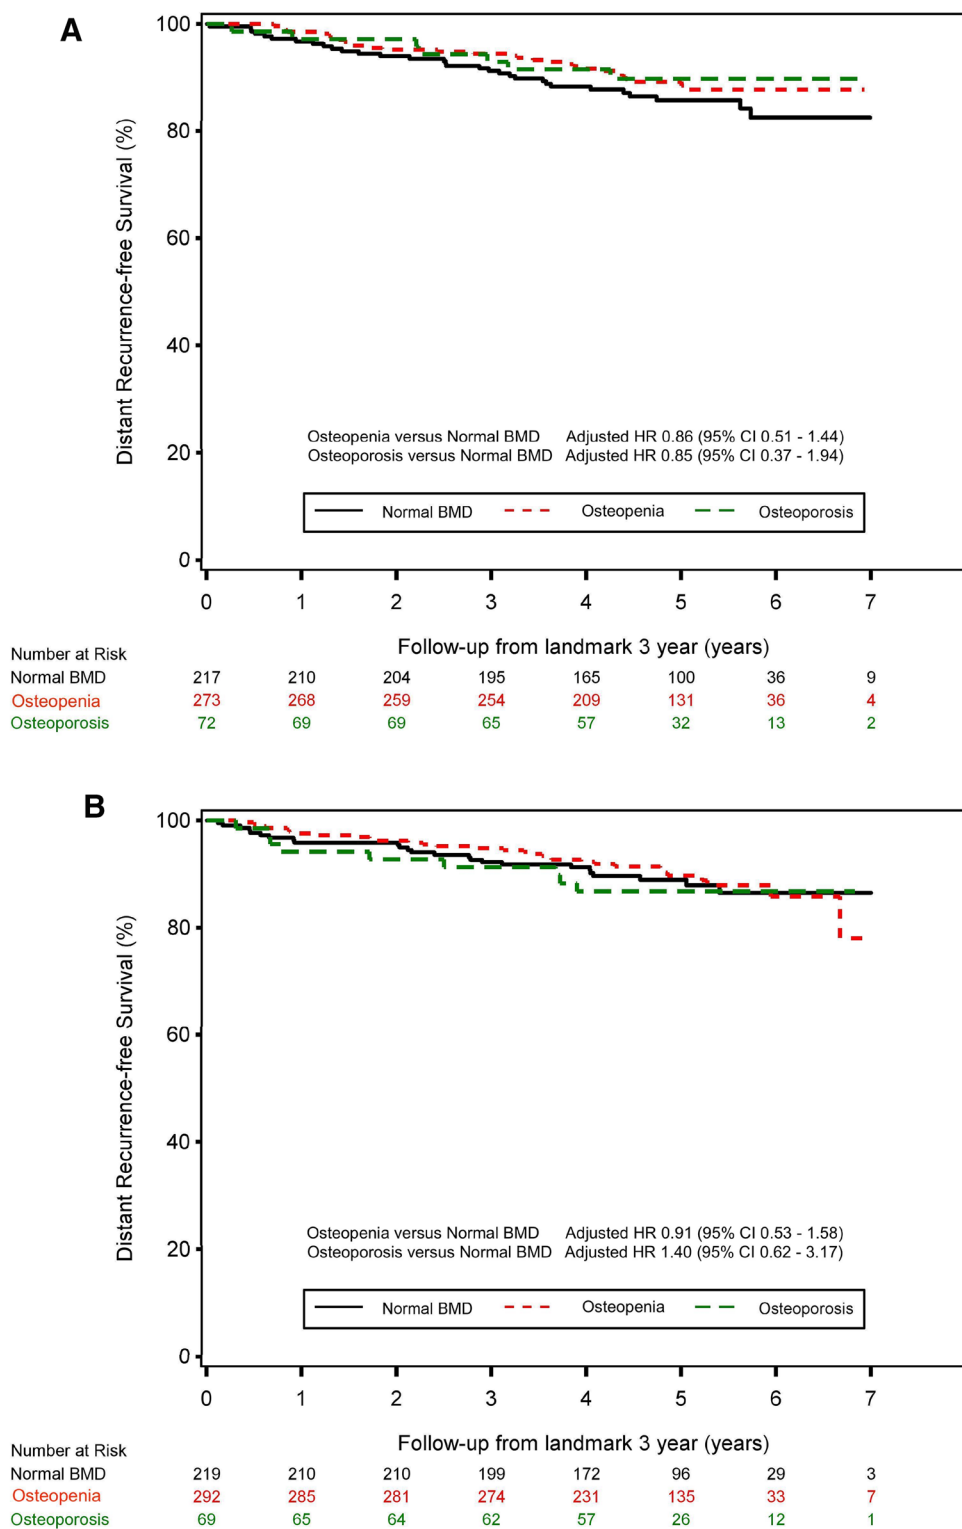 A
100
80
60
40
20
0
Distant Recurrence-free Survival (%)
Osteopenia versus Normal BMD Adjusted HR 0.86 (95% CI 0.51 - 1.44)
Osteoporosis versus Normal BMD Adjusted HR 0.85 (95% CI 0.37 - 1.94)
Normal BMD Osteopenia Osteoporosis
0 1 2 3 4 5 6 7
Follow-up from landmark 3 year (years)
Number at Risk
Normal BMD 217 210 204 195 165 100 36 9
Osteopenia 273 268 259 254 209 131 36 4
Osteoporosis 72 69 69 65 57 32 13 2
B
100
80
60
40
20
0
Distant Recurrence-free Survival (%)
Osteopenia versus Normal BMD Adjusted HR 0.91 (95% CI 0.53 - 1.58)
Osteoporosis versus Normal BMD Adjusted HR 1.40 (95% CI 0.62 - 3.17)
Normal BMD Osteopenia Osteoporosis
0 1 2 3 4 5 6 7
Follow-up from landmark 3 year (years)
Number at Risk
Normal BMD 219 210 210 199 172 96 29 3
Osteopenia 292 285 281 274 231 135 33 7
Osteoporosis 69 65 64 62 57 26 12 1